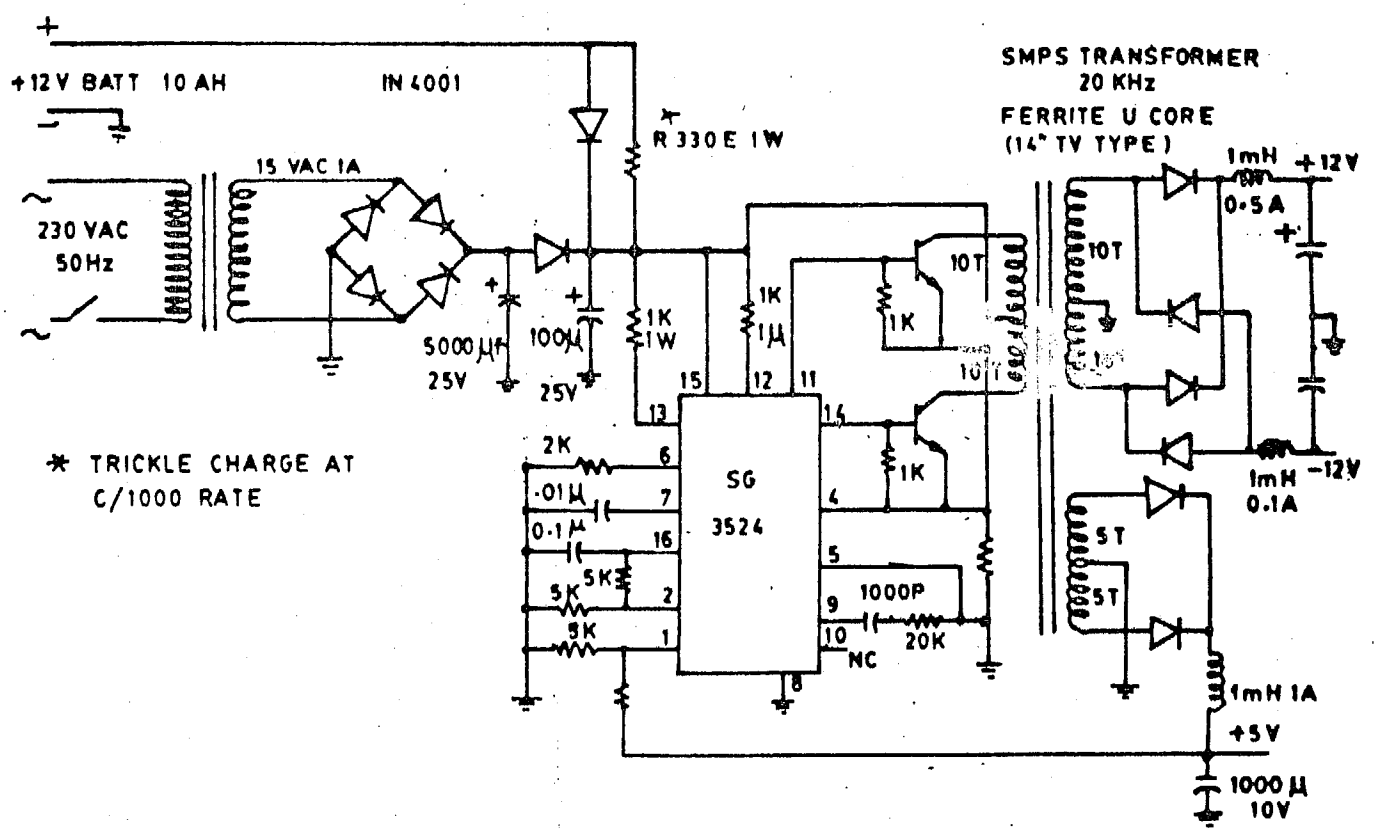 +
+12V BATT 10 AH
IN 4001
SMPS TRANSFORMER
20 KHz
FERRITE U CORE
(14" TV TYPE)
*
R 330 E 1W
−
15 VAC 1A
1mH
+12V
0.5A
~
230 VAC
50Hz
~
+
10T
10T
+
+
1K
1W
1K
1µ
1K
5000µf
25V
100µ
25V
10T
15
12
11
13
14
* TRICKLE CHARGE AT
C/1000 RATE
2K
6
SG
3524
1K
1mH
0.1A
-12V
.01µ
7
4
0.1µ
16
5T
5K
5
5T
5K
2
9
1000P
20K
5K
1
10
NC
8
1mH 1A
+5V
1000µ
10V